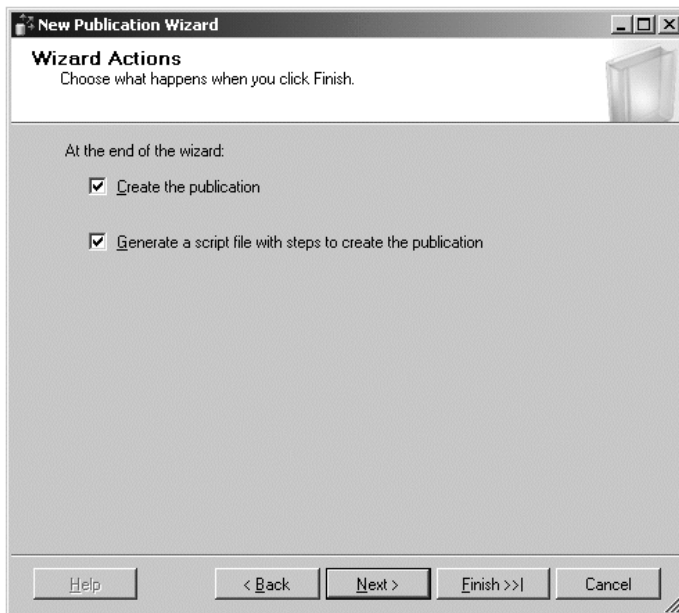 New Publication Wizard
Wizard Actions
Choose what happens when you click Finish.
At the end of the wizard:
Create the publication
Generate a script file with steps to create the publication
Help
< Back
Next >
Finish >>|
Cancel